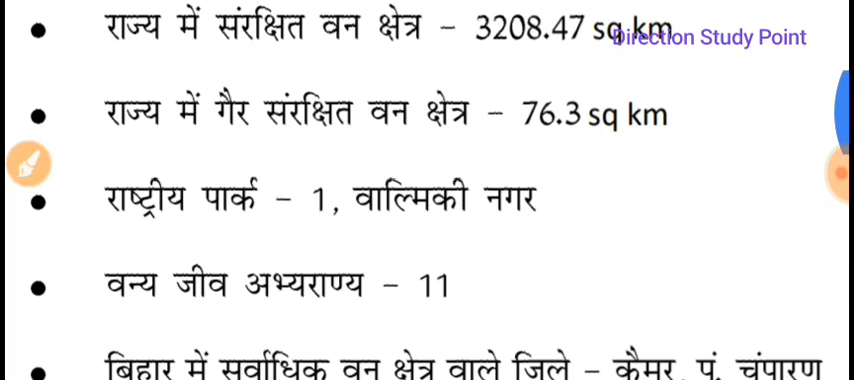 • राज्य में संरक्षित वन क्षेत्र – 3208.47 sq km
Direction Study Point
• राज्य में गैर संरक्षित वन क्षेत्र – 76.3 sq km
• राष्ट्रीय पार्क – 1, वाल्मिकी नगर
• वन्य जीव अभ्यराण्य – 11
• बिहार में सर्वाधिक वन क्षेत्र वाले जिले – कैमूर, पं. चंपारण